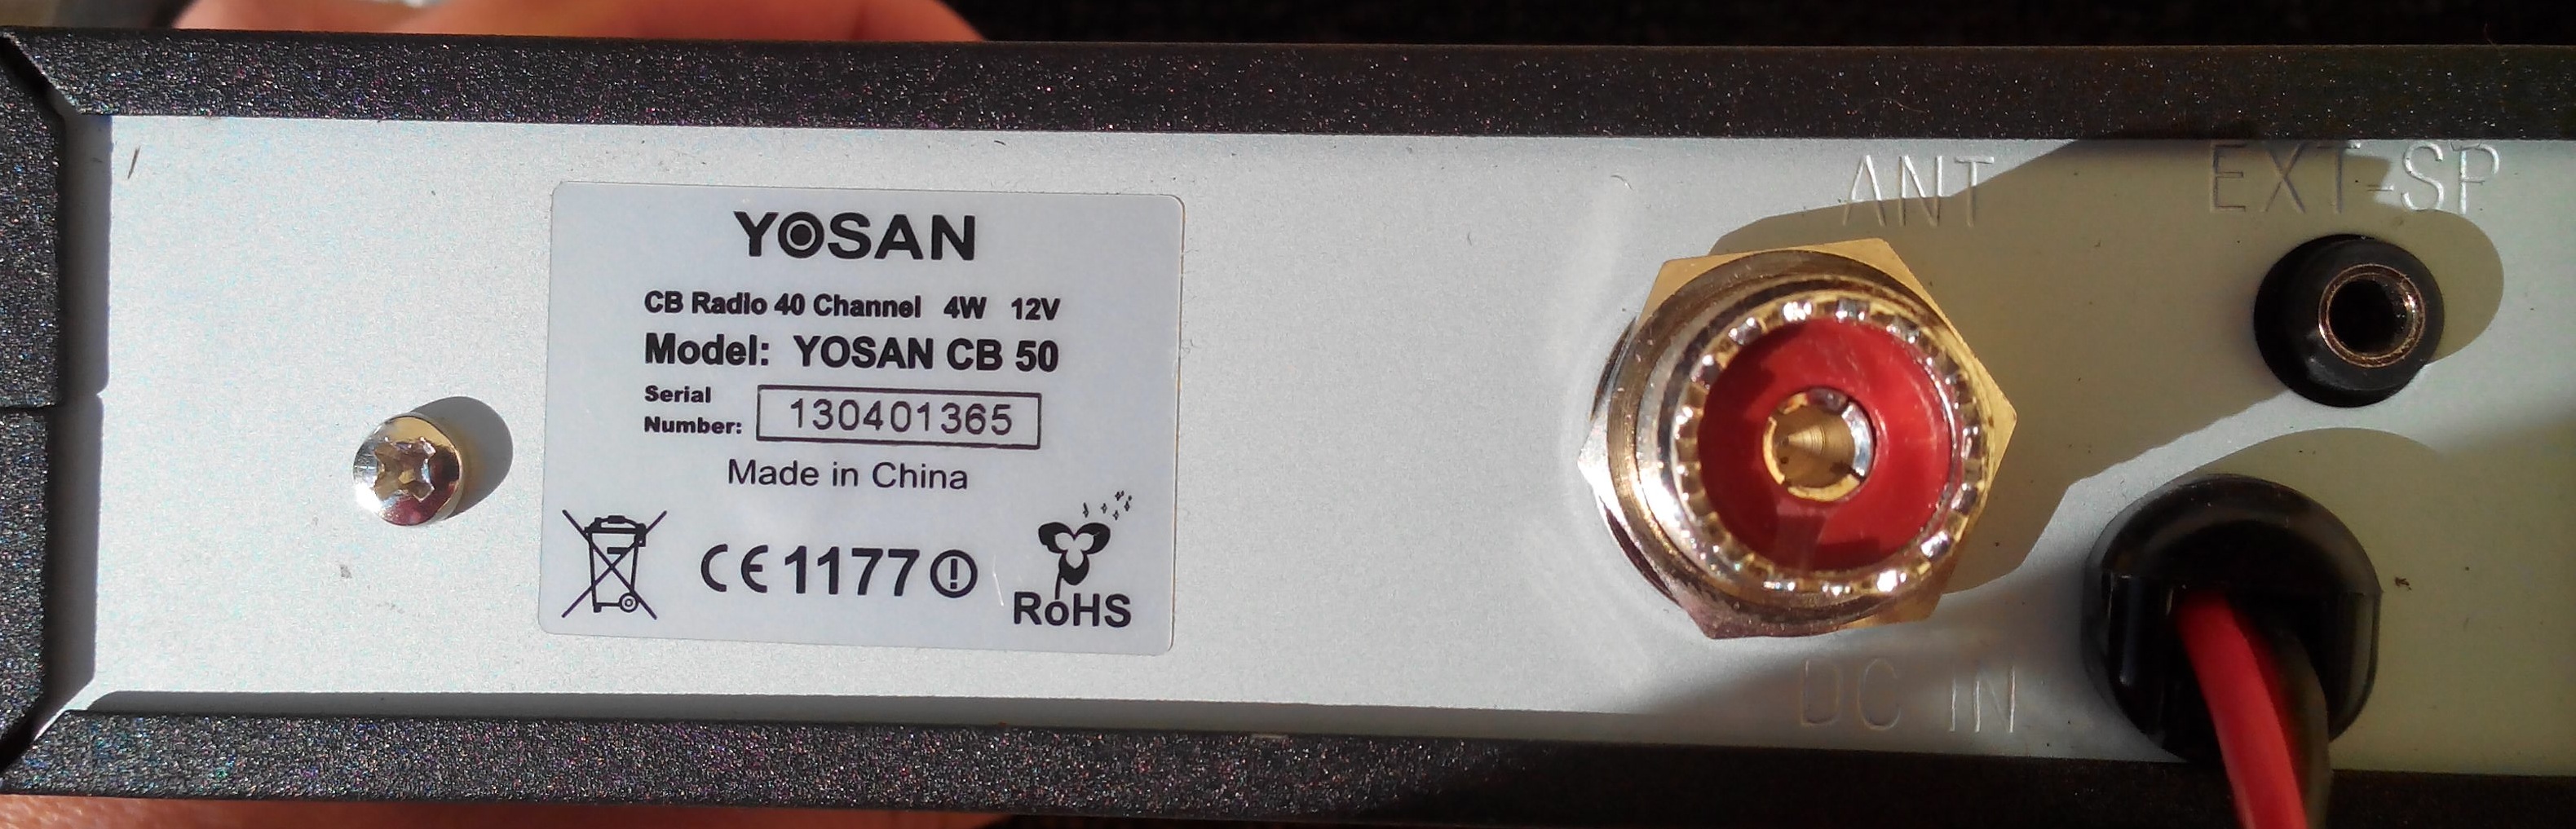 YOSAN
CB Radio 40 Channel 4W 12V
Model: YOSAN CB 50
Serial
Number: 130401365
Made in China
CE 1177
RoHS
ANT
EXT-SP
DC IN